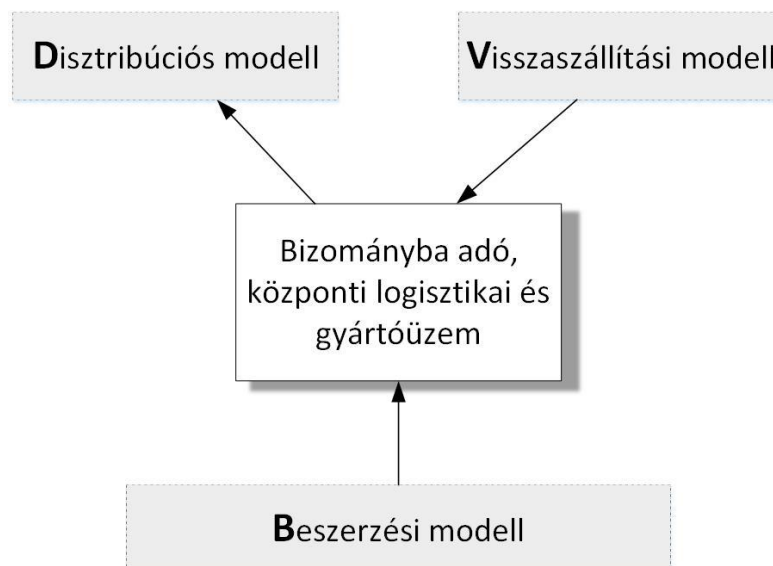 Disztribúciós modell
Visszaszállítási modell
Bizományba adó,
központi logisztikai és
gyártóüzem
Beszerzési modell